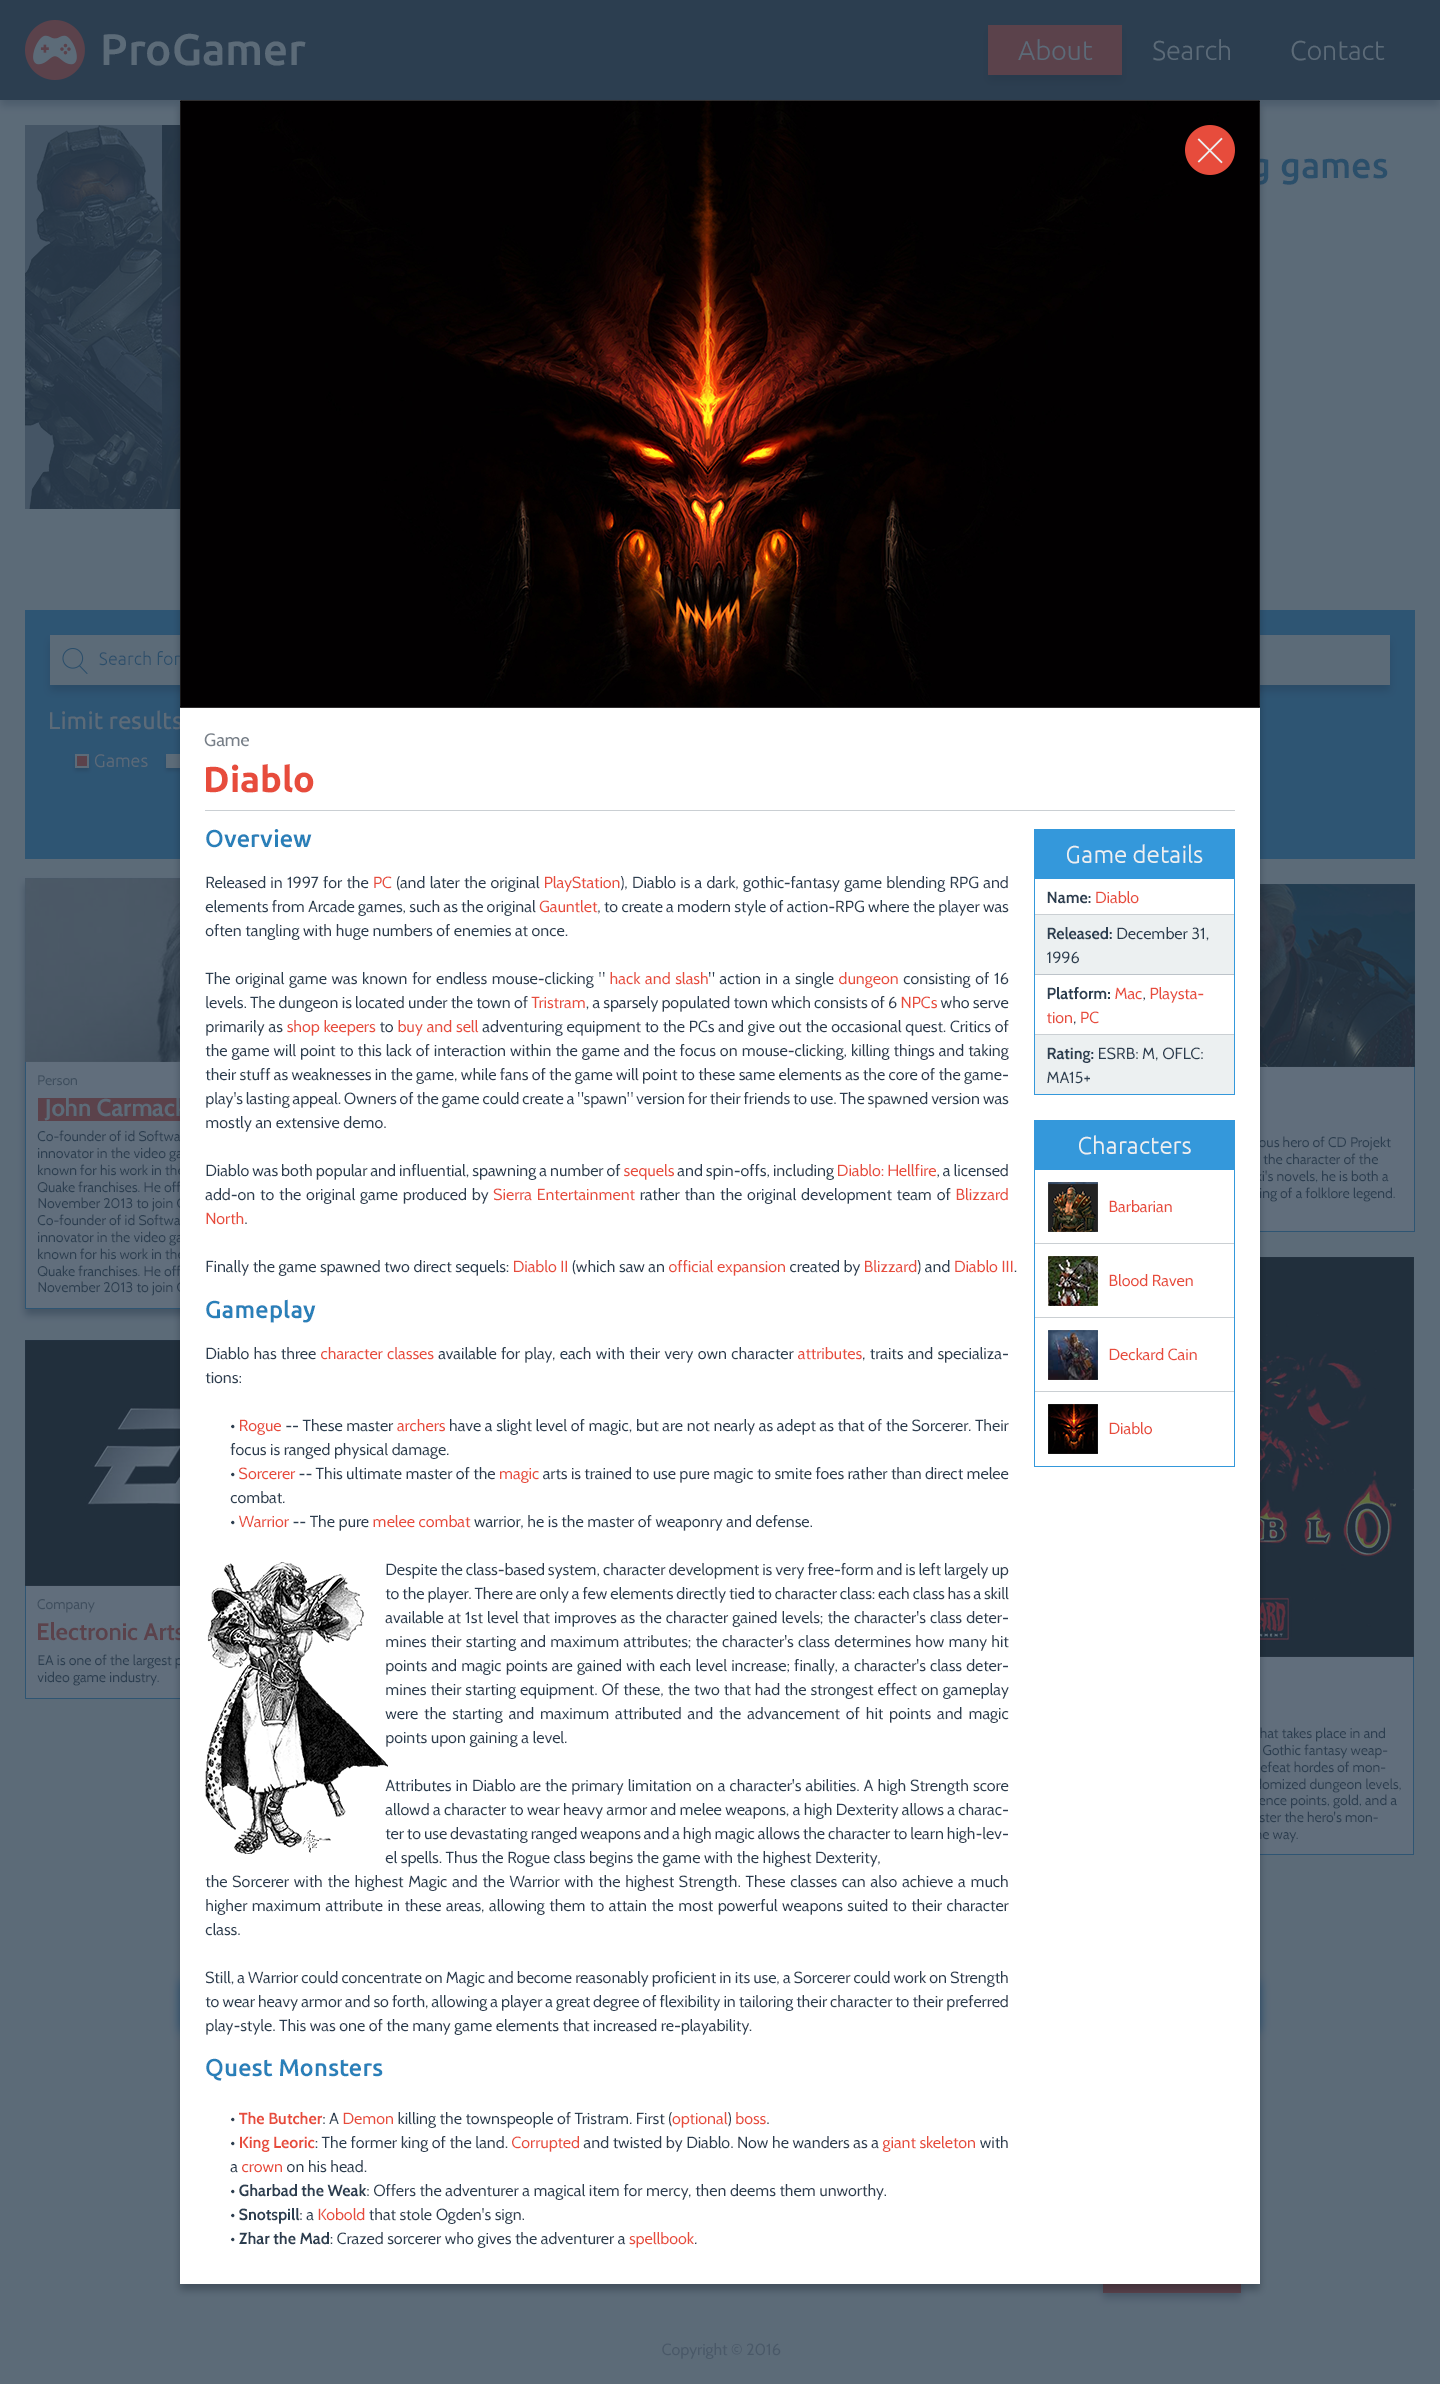 ProGamer
About
Search
Contact
g games
Search for
Limit results
Games
Game
Diablo
Overview
Released in 1997 for the PC (and later the original PlayStation), Diablo is a dark, gothic-fantasy game blending RPG and
elements from Arcade games, such as the original Gauntlet, to create a modern style of action-RPG where the player was
often tangling with huge numbers of enemies at once.
The original game was known for endless mouse-clicking " hack and slash" action in a single dungeon consisting of 16
levels. The dungeon is located under the town of Tristram, a sparsely populated town which consists of 6 NPCs who serve
primarily as shop keepers to buy and sell adventuring equipment to the PCs and give out the occasional quest. Critics of
the game will point to this lack of interaction within the game and the focus on mouse-clicking, killing things and taking
their stuff as weaknesses in the game, while fans of the game will point to these same elements as the core of the game-
play's lasting appeal. Owners of the game could create a "spawn" version for their friends to use. The spawned version was
mostly an extensive demo.
Diablo was both popular and influential, spawning a number of sequels and spin-offs, including Diablo: Hellfire, a licensed
add-on to the original game produced by Sierra Entertainment rather than the original development team of Blizzard
North.
Finally the game spawned two direct sequels: Diablo II (which saw an official expansion created by Blizzard) and Diablo III.
Gameplay
Diablo has three character classes available for play, each with their very own character attributes, traits and specializa-
tions:
• Rogue -- These master archers have a slight level of magic, but are not nearly as adept as that of the Sorcerer. Their
focus is ranged physical damage.
• Sorcerer -- This ultimate master of the magic arts is trained to use pure magic to smite foes rather than direct melee
combat.
• Warrior -- The pure melee combat warrior, he is the master of weaponry and defense.
Despite the class-based system, character development is very free-form and is left largely up
to the player. There are only a few elements directly tied to character class: each class has a skill
available at 1st level that improves as the character gained levels; the character's class deter-
mines their starting and maximum attributes; the character's class determines how many hit
points and magic points are gained with each level increase; finally, a character's class deter-
mines their starting equipment. Of these, the two that had the strongest effect on gameplay
were the starting and maximum attributed and the advancement of hit points and magic
points upon gaining a level.
Attributes in Diablo are the primary limitation on a character's abilities. A high Strength score
allowd a character to wear heavy armor and melee weapons, a high Dexterity allows a charac-
ter to use devastating ranged weapons and a high magic allows the character to learn high-lev-
el spells. Thus the Rogue class begins the game with the highest Dexterity,
the Sorcerer with the highest Magic and the Warrior with the highest Strength. These classes can also achieve a much
higher maximum attribute in these areas, allowing them to attain the most powerful weapons suited to their character
class.
Still, a Warrior could concentrate on Magic and become reasonably proficient in its use, a Sorcerer could work on Strength
to wear heavy armor and so forth, allowing a player a great degree of flexibility in tailoring their character to their preferred
play-style. This was one of the many game elements that increased re-playability.
Quest Monsters
• The Butcher: A Demon killing the townspeople of Tristram. First (optional) boss.
• King Leoric: The former king of the land. Corrupted and twisted by Diablo. Now he wanders as a giant skeleton with
a crown on his head.
• Gharbad the Weak: Offers the adventurer a magical item for mercy, then deems them unworthy.
• Snotspill: a Kobold that stole Ogden's sign.
• Zhar the Mad: Crazed sorcerer who gives the adventurer a spellbook.
Game details
Name: Diablo
Released: December 31,
1996
Platform: Mac, Playsta-
tion, PC
Rating: ESRB: M, OFLC:
MA15+
Characters
Barbarian
Blood Raven
Deckard Cain
Diablo
Person
John Carmac
Co-founder of id Softwa
innovator in the video ga
known for his work in the
Quake franchises. He off
November 2013 to join
Co-founder of id Softwa
innovator in the video ga
known for his work in the
Quake franchises. He off
November 2013 to join
Company
Electronic Arts
EA is one of the largest p
video game industry.
ous hero of CD Projekt
the character of the
i's novels, he is both a
ing of a folklore legend.
BLO
hat takes place in and
Gothic fantasy weap-
efeat hordes of mon-
domized dungeon levels,
ence points, gold, and a
ster the hero's mon-
e way.
Copyright © 2016